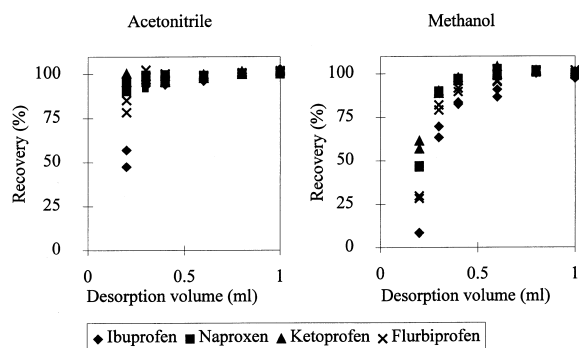 Acetonitrile
Methanol
Recovery (%)
100
75
50
25
0
0
0.5
1
Desorption volume (ml)
Recovery (%)
100
75
50
25
0
0
0.5
1
Desorption volume (ml)
Ibuprofen Naproxen Ketoprofen Flurbiprofen